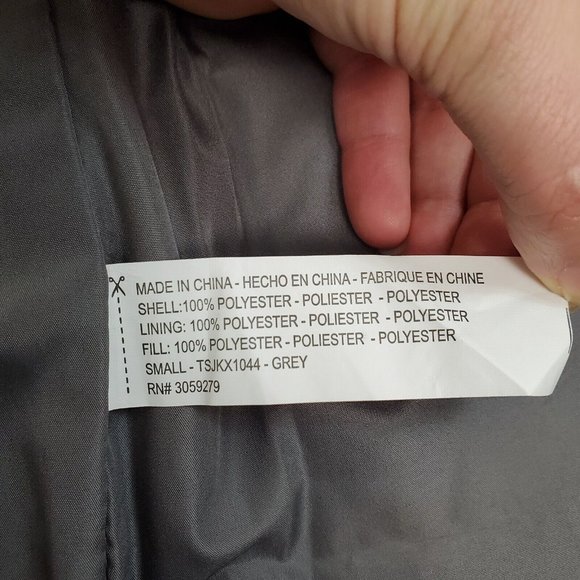 MADE IN CHINA - HECHO EN CHINA - FABRIQUE EN CHINE
SHELL:100% POLYESTER - POLIESTER - POLYESTER
LINING: 100% POLYESTER - POLIESTER - POLYESTER
FILL: 100% POLYESTER - POLIESTER - POLYESTER
SMALL - TSJKX1044 - GREY
RN# 3059279